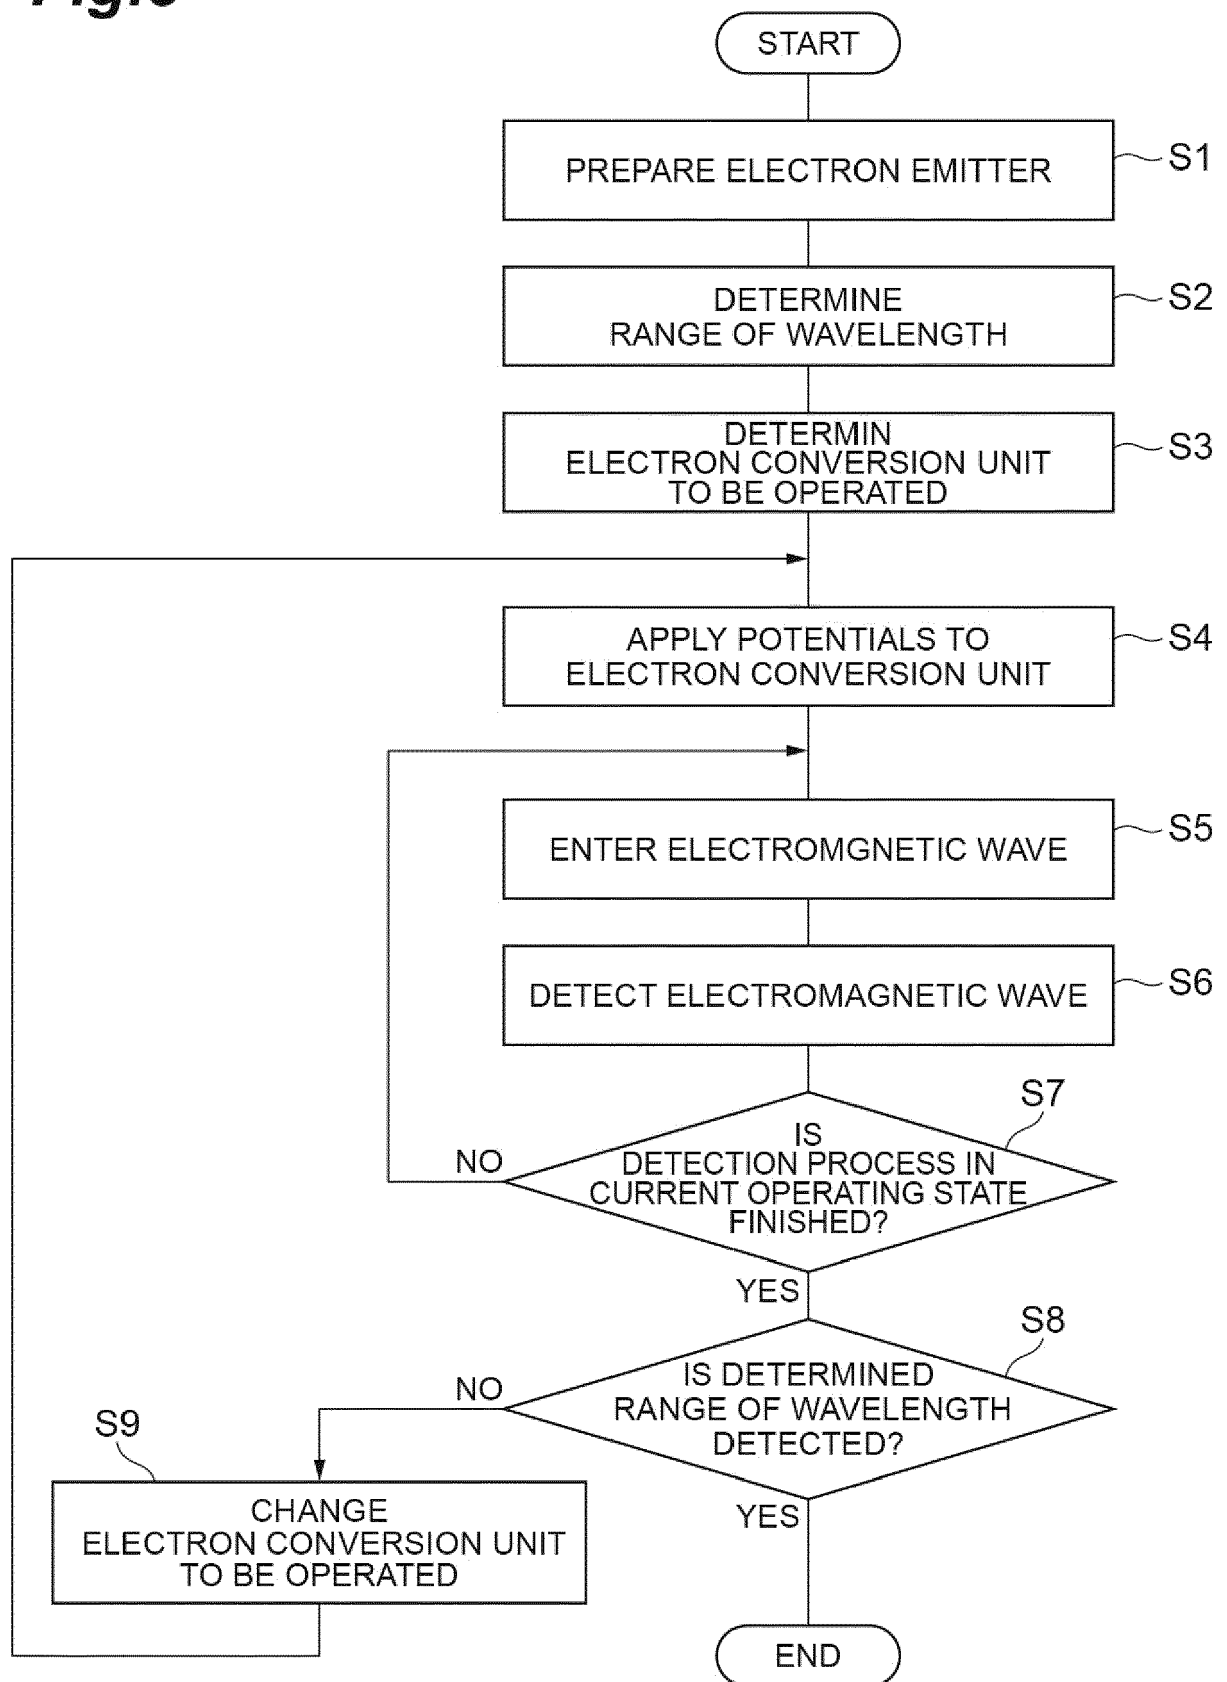 START
PREPARE ELECTRON EMITTER
S1
DETERMINE
RANGE OF WAVELENGTH
S2
DETERMIN
ELECTRON CONVERSION UNIT
TO BE OPERATED
S3
APPLY POTENTIALS TO
ELECTRON CONVERSION UNIT
S4
ENTER ELECTROMGNETIC WAVE
S5
DETECT ELECTROMAGNETIC WAVE
S6
S7
IS
DETECTION PROCESS IN
CURRENT OPERATING STATE
FINISHED?
NO
YES
S8
IS DETERMINED
RANGE OF WAVELENGTH
DETECTED?
NO
YES
S9
CHANGE
ELECTRON CONVERSION UNIT
TO BE OPERATED
END